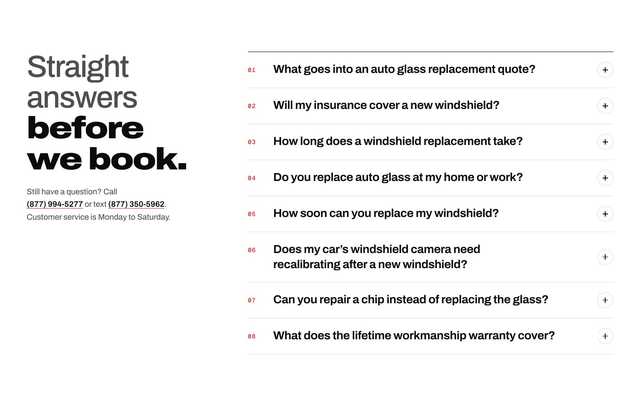 Straight
answers
before
we book.
Still have a question? Call
(877) 994-5277 or text (877) 350-5962.
Customer service is Monday to Saturday.
01 What goes into an auto glass replacement quote? +
02 Will my insurance cover a new windshield? +
03 How long does a windshield replacement take? +
04 Do you replace auto glass at my home or work? +
05 How soon can you replace my windshield? +
06 Does my car’s windshield camera need
recalibrating after a new windshield? +
07 Can you repair a chip instead of replacing the glass? +
08 What does the lifetime workmanship warranty cover? +